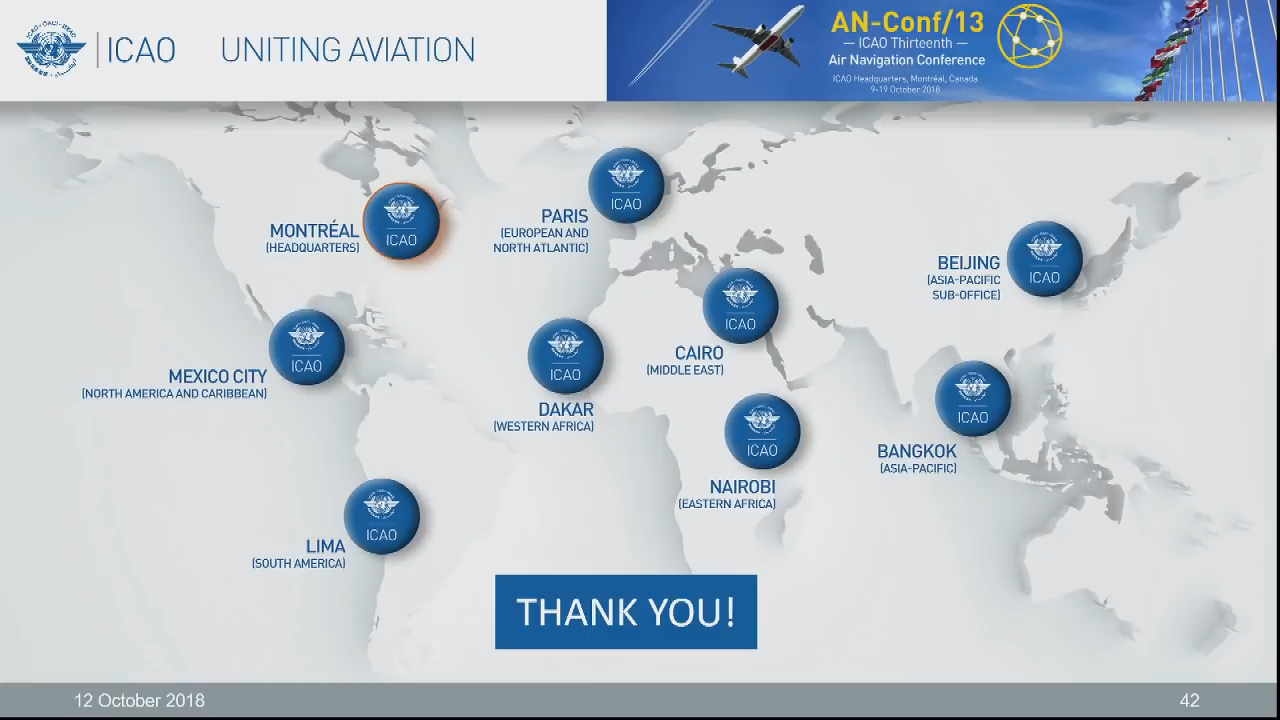 ICAO
UNITING AVIATION
AN-Conf/13
— ICAO Thirteenth —
Air Navigation Conference
ICAO Headquarters, Montréal, Canada
9-19 October 2018
ICAO
MONTRÉAL
(HEADQUARTERS)
ICAO
PARIS
(EUROPEAN AND
NORTH ATLANTIC)
ICAO
BEIJING
(ASIA-PACIFIC
SUB-OFFICE)
ICAO
MEXICO CITY
(NORTH AMERICA AND CARIBBEAN)
ICAO
DAKAR
(WESTERN AFRICA)
ICAO
CAIRO
(MIDDLE EAST)
ICAO
NAIROBI
(EASTERN AFRICA)
ICAO
BANGKOK
(ASIA-PACIFIC)
ICAO
LIMA
(SOUTH AMERICA)
THANK YOU!
12 October 2018
42